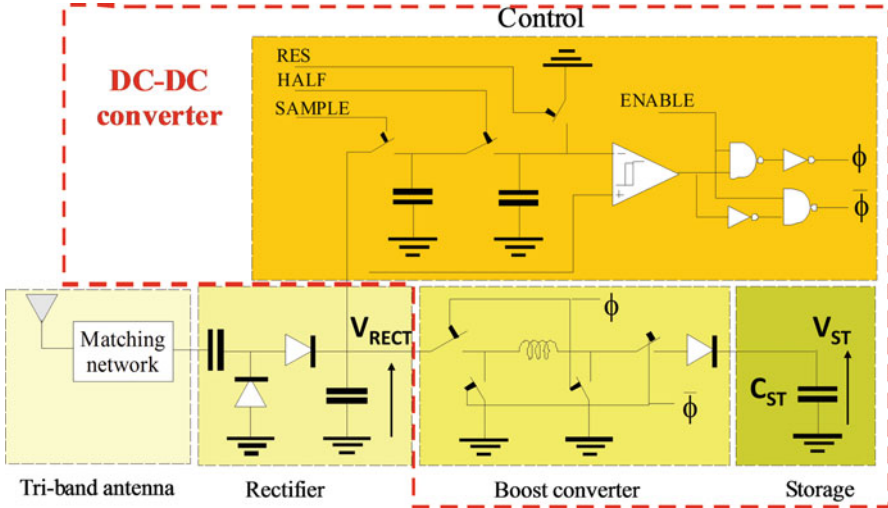 Control
DC-DC
converter
RES
HALF
SAMPLE
ENABLE
−
+
ϕ
ϕ̄
Matching
network
V_RECT
ϕ
ϕ̄
V_ST
C_ST
Tri-band antenna
Rectifier
Boost converter
Storage